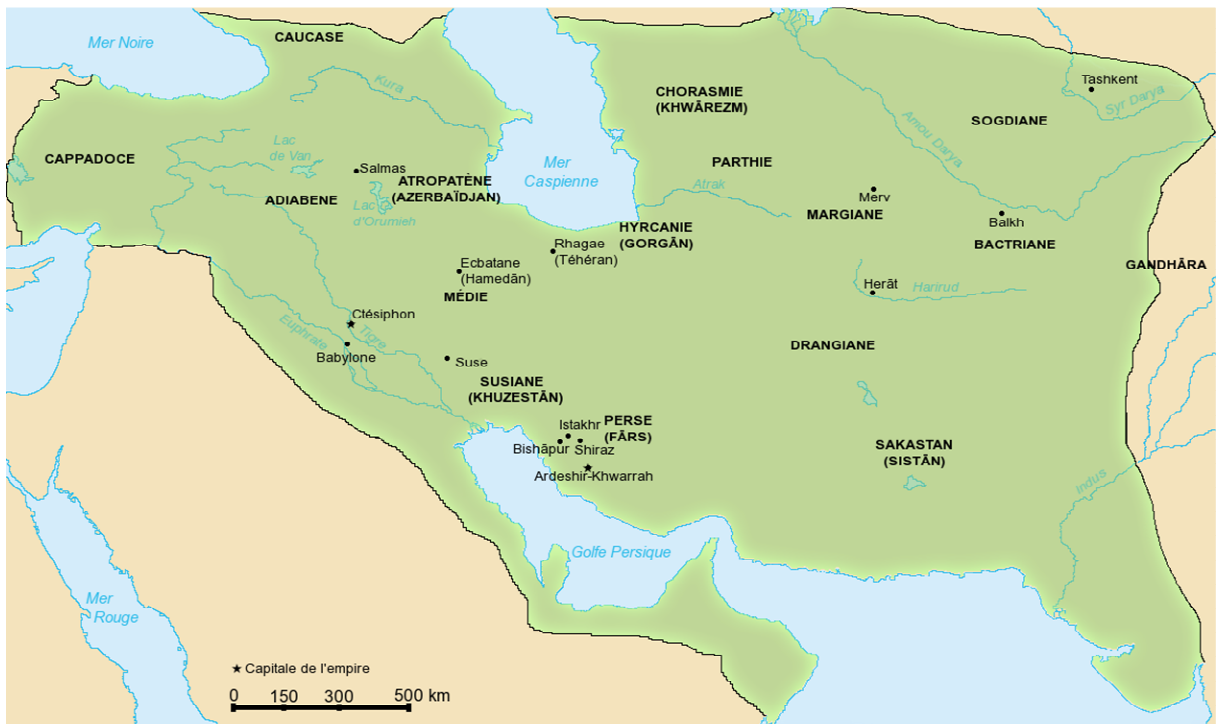 CAUCASE
Mer Noire
Kura
Tashkent
CHORASMIE
(KHWĀREZM)
Syr Darya
SOGDIANE
Amou Darya
CAPPADOCE
Lac
de Van
Salmas
Mer
Caspienne
PARTHIE
ATROPATÈNE
(AZERBAÏDJAN)
Atrak
Merv
ADIABENE
Lac
d'Orumieh
MARGIANE
Balkh
HYRCANIE
(GORGĀN)
BACTRIANE
Rhagae
(Téhéran)
Ecbatane
(Hamedān)
GANDHĀRA
MÉDIE
Herāt
Harirud
Ctésiphon
Euphrate
Tigre
DRANGIANE
Babylone
Suse
SUSIANE
(KHUZESTĀN)
Istakhr
PERSE
(FĀRS)
Bishāpur
Shiraz
SAKASTAN
(SISTĀN)
Ardeshir-Khwarrah
Indus
Golfe Persique
Mer
Rouge
★ Capitale de l'empire
0 150 300 500 km